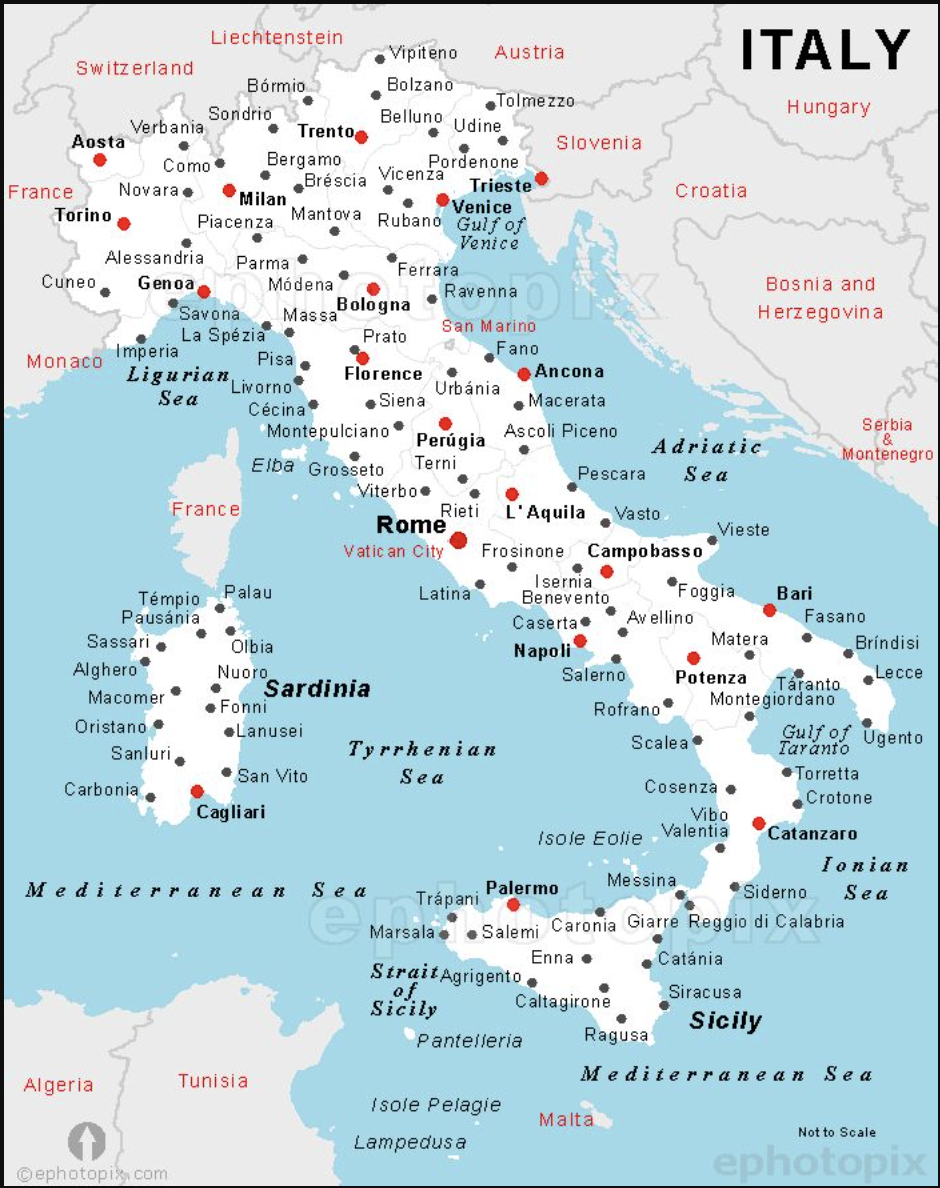 ITALY
Liechtenstein
Vipiteno
Austria
Switzerland
Bórmio
Bolzano
Tolmezzo
Hungary
Sondrio
Belluno
Udine
Verbania
Trento
Aosta
Slovenia
Como
Bergamo
Pordenone
Vicenza
Trieste
France
Novara
Milan
Bréscia
Croatia
Torino
Piacenza
Mantova
Rubano
Venice
Gulf of
Venice
Alessandria
Parma
Ferrara
Cuneo
Genoa
Módena
Ravenna
Bosnia and
Herzegovina
Bologna
Savona
Massa
ephotopix
La Spézia
Prato
San Marino
Imperia
Fano
Monaco
Pisa
Florence
Ancona
Ligurian
Sea
Livorno
Urbánia
Cécina
Siena
Macerata
Montepulciano
Perúgia
Ascoli Piceno
Serbia
&
Montenegro
Adriatic
Sea
Elba
Grosseto
Terni
Pescara
Viterbo
Rieti
L'Aquila
France
Vasto
Rome
Vieste
Vatican City
Frosinone
Campobasso
Isernia
Latina
Benevento
Foggia
Bari
Témpio
Pausánia
Palau
Caserta
Avellino
Fasano
Sassari
Olbia
Napoli
Matera
Bríndisi
Alghero
Nuoro
Salerno
Potenza
Táranto
Lecce
Sardinia
Macomer
Fonni
Rofrano
Montegiordano
Oristano
Lanusei
Scalea
Gulf of
Taranto
Ugento
Tyrrhenian
Sea
Sanluri
San Vito
Torretta
Carbonia
Cosenza
Crotone
Cagliari
Vibo
Valentia
Catanzaro
Isole Eolie
Ionian
Sea
Mediterranean Sea
Messina
Siderno
Trápani
Palermo
ephotopix
Marsala
Salemi
Caronia
Giarre
Reggio di Calabria
Enna
Catánia
Strait
of
Sicily
Agrigento
Caltagirone
Siracusa
Sicily
Ragusa
Pantelleria
Mediterranean Sea
Algeria
Tunisia
Isole Pelagie
Malta
Lampedusa
Not to Scale
©ephotopix.com
ephotopix